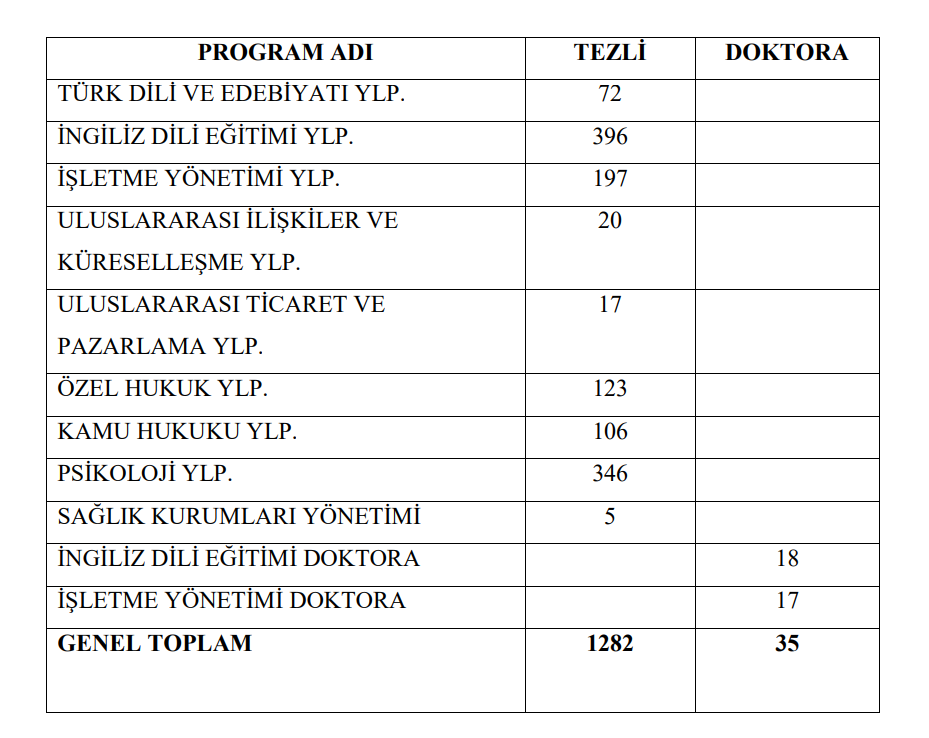 PROGRAM ADI TEZLİ DOKTORA
TÜRK DİLİ VE EDEBİYATI YLP. 72
İNGİLİZ DİLİ EĞİTİMİ YLP. 396
İŞLETME YÖNETİMİ YLP. 197
ULUSLARARASI İLİŞKİLER VE 20
KÜRESELLEŞME YLP.
ULUSLARARASI TİCARET VE 17
PAZARLAMA YLP.
ÖZEL HUKUK YLP. 123
KAMU HUKUKU YLP. 106
PSİKOLOJİ YLP. 346
SAĞLIK KURUMLARI YÖNETİMİ 5
İNGİLİZ DİLİ EĞİTİMİ DOKTORA 18
İŞLETME YÖNETİMİ DOKTORA 17
GENEL TOPLAM 1282 35